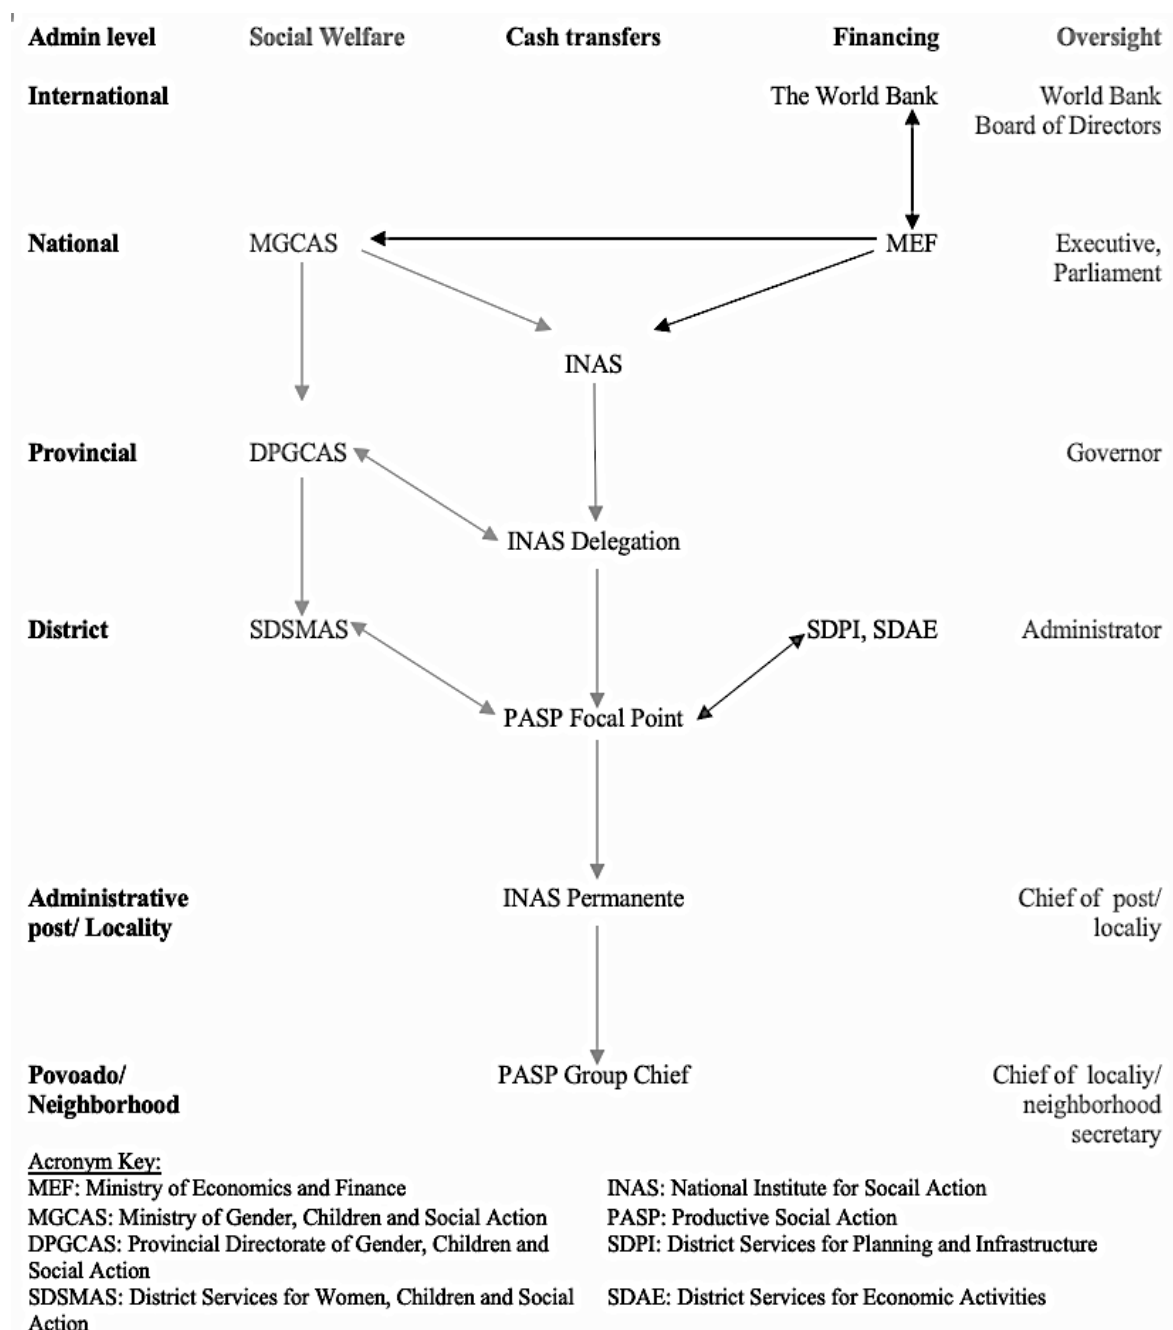 Admin level Social Welfare Cash transfers Financing Oversight
International The World Bank World Bank
Board of Directors
National MGCAS MEF Executive,
Parliament
INAS
Provincial DPGCAS Governor
INAS Delegation
District SDSMAS SDPI, SDAE Administrator
PASP Focal Point
Administrative INAS Permanente Chief of post/
post/ Locality localiy
Povoado/ PASP Group Chief Chief of localiy/
Neighborhood neighborhood
secretary
Acronym Key:
MEF: Ministry of Economics and Finance INAS: National Institute for Socail Action
MGCAS: Ministry of Gender, Children and Social Action PASP: Productive Social Action
DPGCAS: Provincial Directorate of Gender, Children and SDPI: District Services for Planning and Infrastructure
Social Action
SDSMAS: District Services for Women, Children and Social SDAE: District Services for Economic Activities
Action